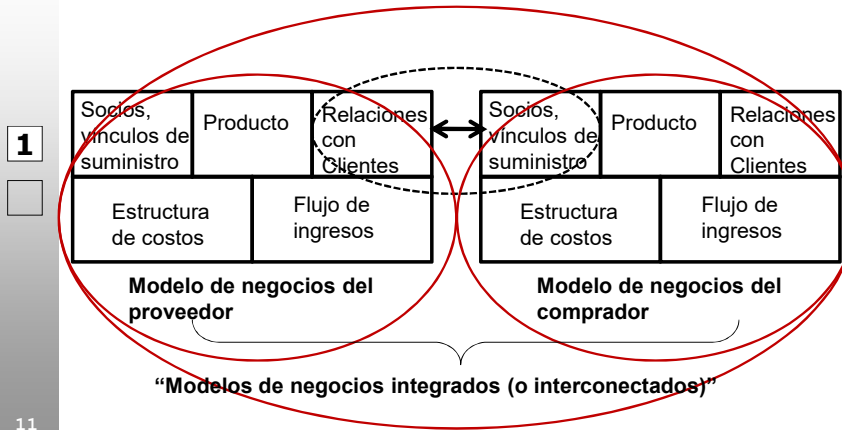 1
Socios,
vínculos de
suministro
Producto
Relaciones
con
Clientes
Socios,
vínculos de
suministro
Producto
Relaciones
con
Clientes
Estructura
de costos
Flujo de
ingresos
Estructura
de costos
Flujo de
ingresos
Modelo de negocios del
proveedor
Modelo de negocios del
comprador
“Modelos de negocios integrados (o interconectados)”
11